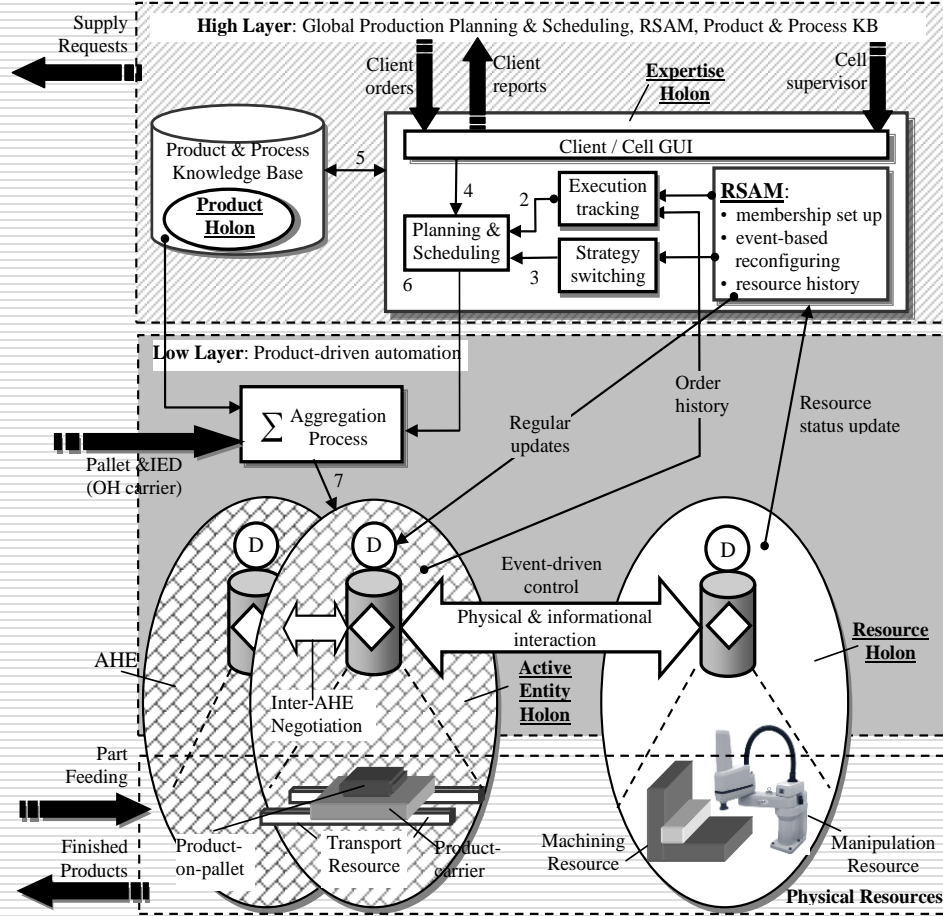 High Layer: Global Production Planning & Scheduling, RSAM, Product & Process KB
Supply
Requests
Client
orders
Client
reports
Expertise
Holon
Cell
supervisor
Client / Cell GUI
Product & Process
Knowledge Base
Product
Holon
5
4
2
Execution
tracking
RSAM:
• membership set up
• event-based
reconfiguring
• resource history
Planning &
Scheduling
6
3
Strategy
switching
Low Layer: Product-driven automation
∑ Aggregation
Process
Order
history
Regular
updates
Resource
status update
Pallet &IED
(OH carrier)
7
D
D
D
Event-driven
control
Physical & informational
interaction
Resource
Holon
AHE
Active
Entity
Holon
Inter-AHE
Negotiation
Part
Feeding
Finished
Products
Product-
on-pallet
Transport
Resource
Product-
carrier
Machining
Resource
Manipulation
Resource
Physical Resources